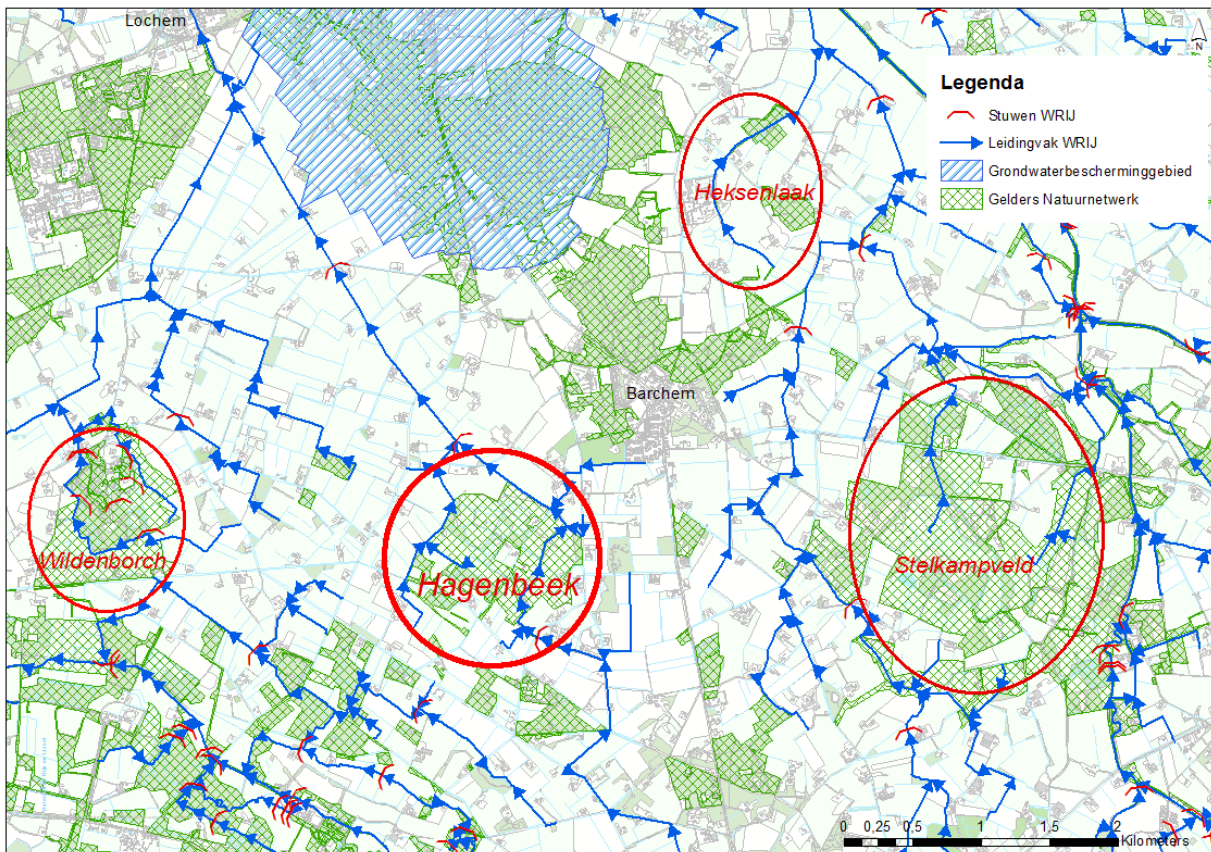 Lochem
N
Legenda
Stuwen WRIJ
Leidingvak WRIJ
Grondwaterbescherminggebied
Gelders Natuurnetwerk
Heksenlaak
Barchem
Wildenborch
Hagenbeek
Stelkampveld
0 0,25 0,5 1 1,5 2
Kilometers